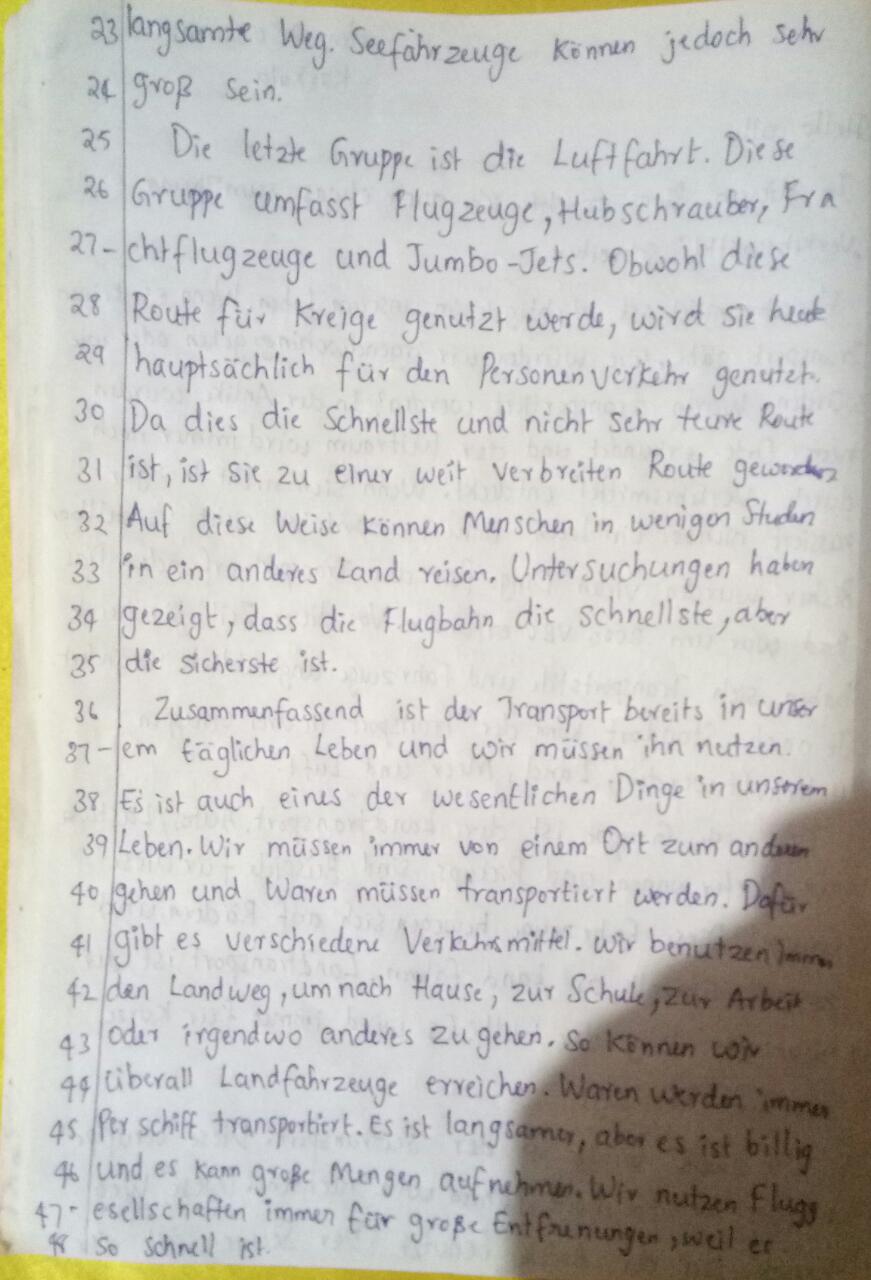 23 langsamte Weg. Seefahrzeuge können jedoch sehr
24 groß sein.
25 Die letzte Gruppe ist die Luftfahrt. Diese
26 Gruppe umfasst Flugzeuge, Hubschrauber, Fra
27- chtflugzeuge und Jumbo-Jets. Obwohl diese
28 Route für Kreige genutzt werde, wird sie heute
29 hauptsächlich für den Personenverkehr genutzt.
30 Da dies die Schnellste und nicht sehr teure Route
31 ist, ist sie zu einer weit verbreiten Route geworden
32 Auf diese Weise können Menschen in wenigen Studen
33 in ein anderes Land reisen. Untersuchungen haben
34 gezeigt, dass die Flugbahn die schnellste, aber
35 die sicherste ist.
36 Zusammenfassend ist der Transport bereits in unser
37- em täglichen Leben und wir müssen ihn nutzen.
38 Es ist auch eines der wesentlichen Dinge in unserem
39 Leben. Wir müssen immer von einem Ort zum anderen
40 gehen und Waren müssen transportiert werden. Dafür
41 gibt es verschiedene Verkehrsmittel. Wir benutzen immer
42 den Landweg, um nach Hause, zur Schule, zur Arbeit
43 oder irgendwo anderes zu gehen. So können wir
44 überall Landfahrzeuge erreichen. Waren werden immer
45 Per schiff transportiert. Es ist langsamer, aber es ist billig
46 und es kann große Mengen aufnehmen. Wir nutzen Flugg
47- esellschaften immer für große Entfrenungen, weil er
48 so schnell ist.